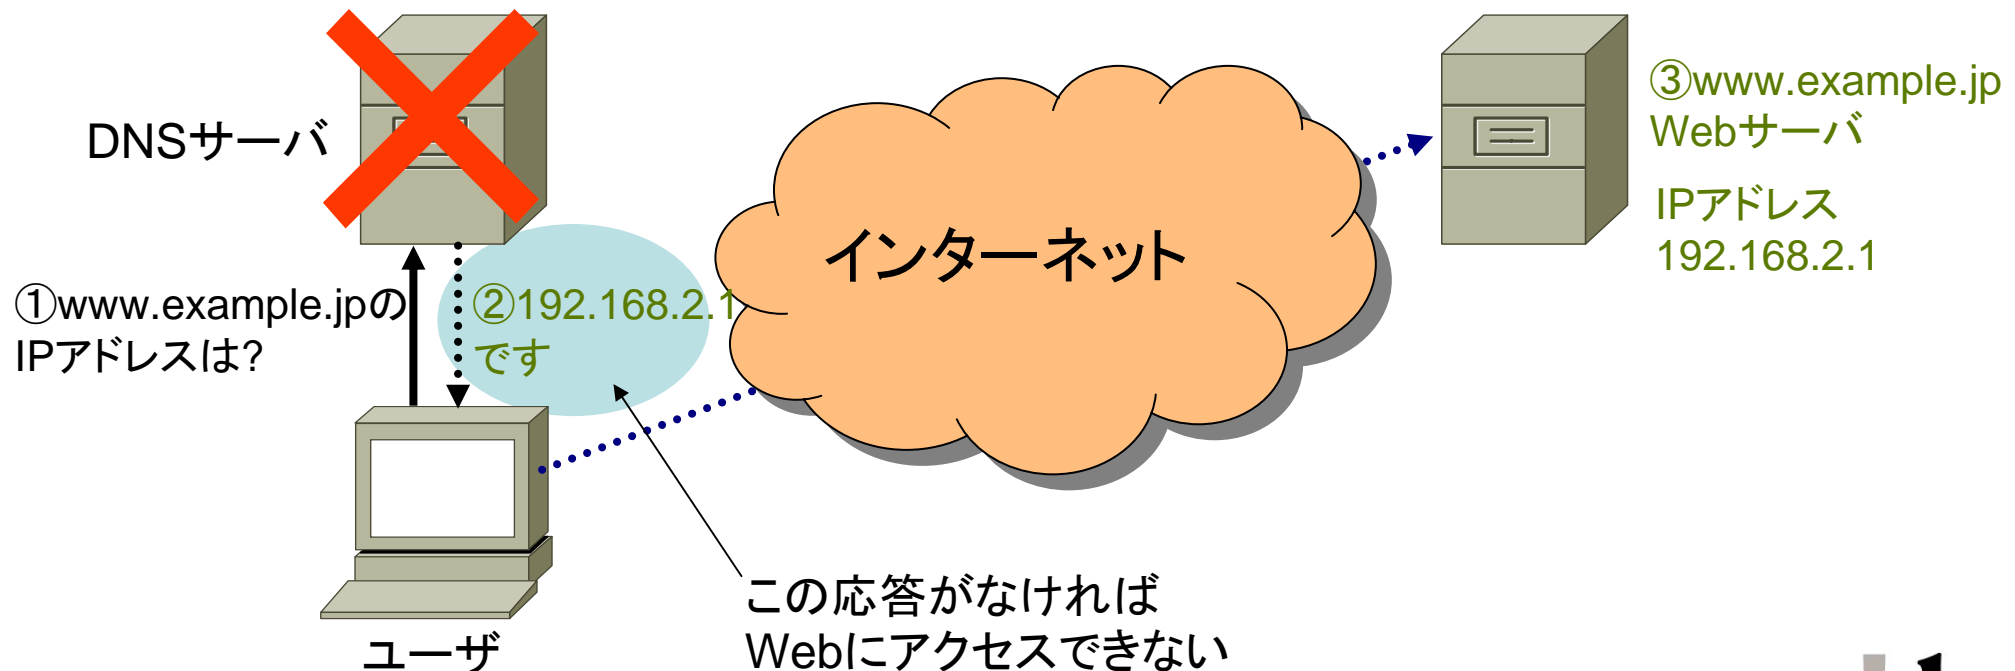 DNSサーバ
①www.example.jpの
IPアドレスは?
②192.168.2.1
です
インターネット
③www.example.jp
Webサーバ
IPアドレス
192.168.2.1
この応答がなければ
Webにアクセスできない
ユーザ